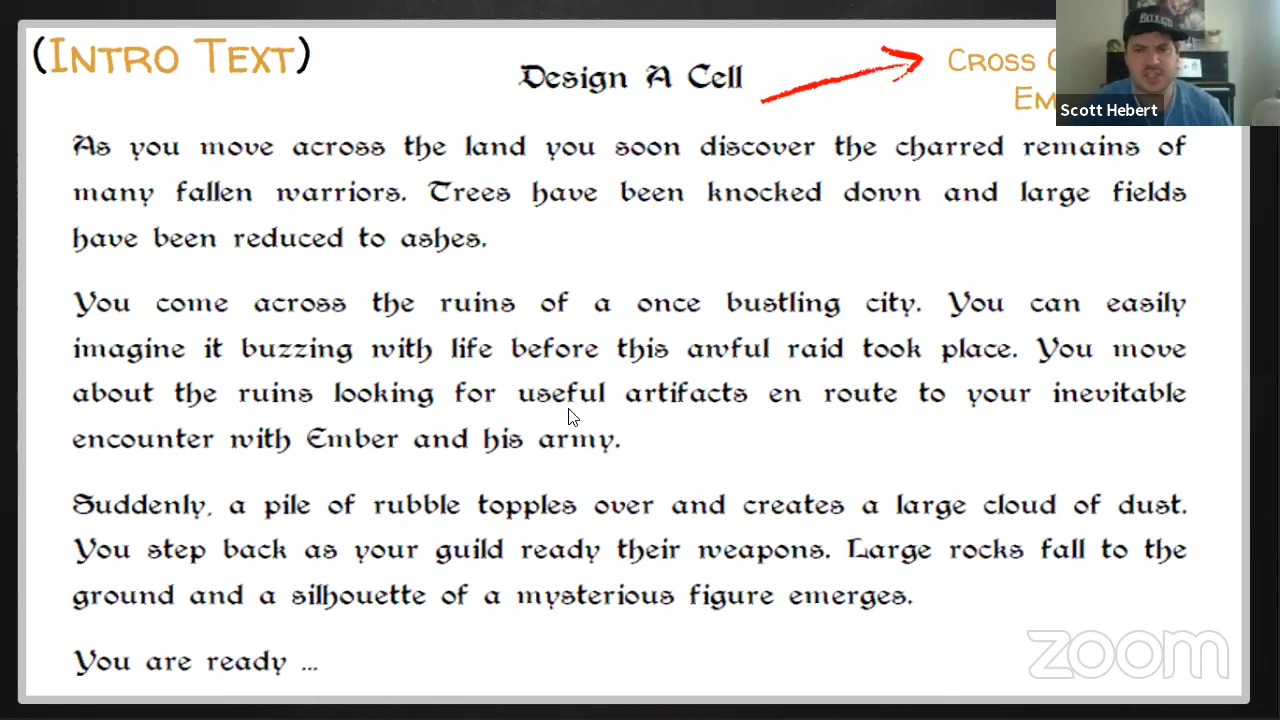 (Intro Text)
Design A Cell
Cross
Scott Hebert
As you move across the land you soon discover the charred remains of
many fallen warriors. Trees have been knocked down and large fields
have been reduced to ashes.
You come across the ruins of a once bustling city. You can easily
imagine it buzzing with life before this awful raid took place. You move
about the ruins looking for useful artifacts en route to your inevitable
encounter with Ember and his army.
Suddenly, a pile of rubble topples over and creates a large cloud of dust.
You step back as your guild ready their weapons. Large rocks fall to the
ground and a silhouette of a mysterious figure emerges.
You are ready ...
zoom